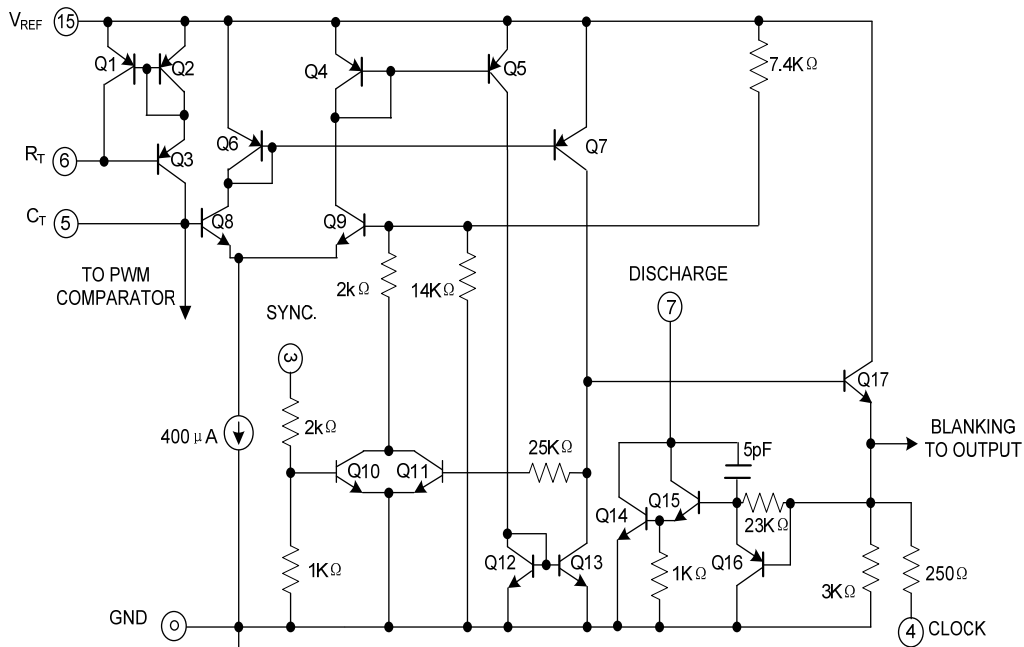 VREF 15
Q1
Q2
Q4
Q5
7.4KΩ
Q6
Q7
RT 6
Q3
CT 5
Q8
Q9
TO PWM
COMPARATOR
2kΩ
14KΩ
DISCHARGE
7
SYNC.
3
Q17
2kΩ
400μA
BLANKING
TO OUTPUT
25KΩ
5pF
Q10
Q11
Q15
Q14
23KΩ
Q12
Q13
Q16
1KΩ
1KΩ
3KΩ
250Ω
GND 0
4 CLOCK